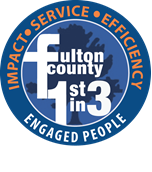 IMPACT • SERVICE • EFFICIENCY
fulton
county
1st
in 3
ENGAGED PEOPLE